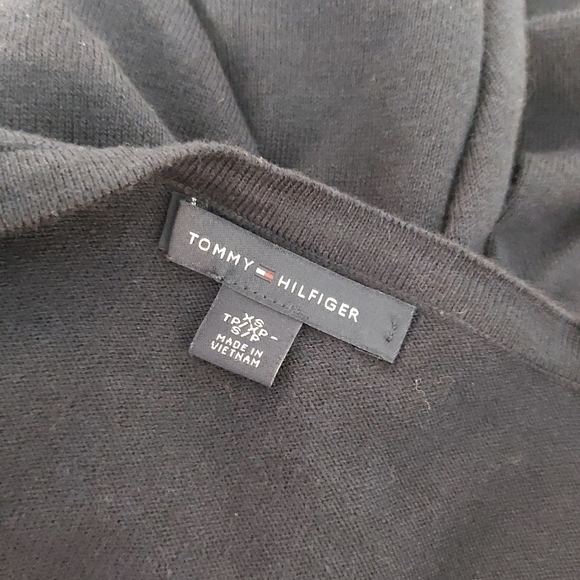 TOMMY HILFIGER
XS
TP/XP-
S/P
MADE IN
VIETNAM